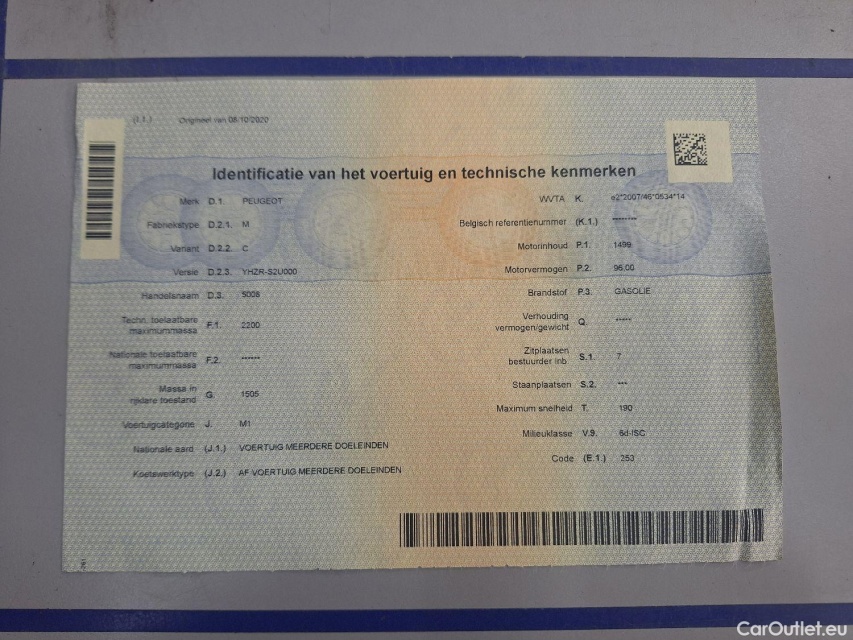 (I.1.) Origineel van 08/10/2020
Identificatie van het voertuig en technische kenmerken
Merk D.1. PEUGEOT
Fabriekstype D.2.1. M
Variant D.2.2. C
Versie D.2.3. YHZR-S2U000
Handelsnaam D.3. 5008
Techn. toelaatbare
maximummassa F.1. 2200
Nationale toelaatbare
maximummassa F.2. ******
Massa in
rijklare toestand G. 1505
Voertuigcategorie J. M1
Nationale aard (J.1.) VOERTUIG MEERDERE DOELEINDEN
Koetswerktype (J.2.) AF VOERTUIG MEERDERE DOELEINDEN
WVTA K. e2*2007/46*0534*14
Belgisch referentienummer (K.1.) *******
Motorinhoud P.1. 1499
Motorvermogen P.2. 96,00
Brandstof P.3. GASOLIE
Verhouding
vermogen/gewicht Q. *****
Zitplaatsen
bestuurder inb. S.1. 7
Staanplaatsen S.2. ***
Maximum snelheid T. 190
Milieuklasse V.9. 6d-ISC
Code (E.1.) 253
CarOutlet.eu